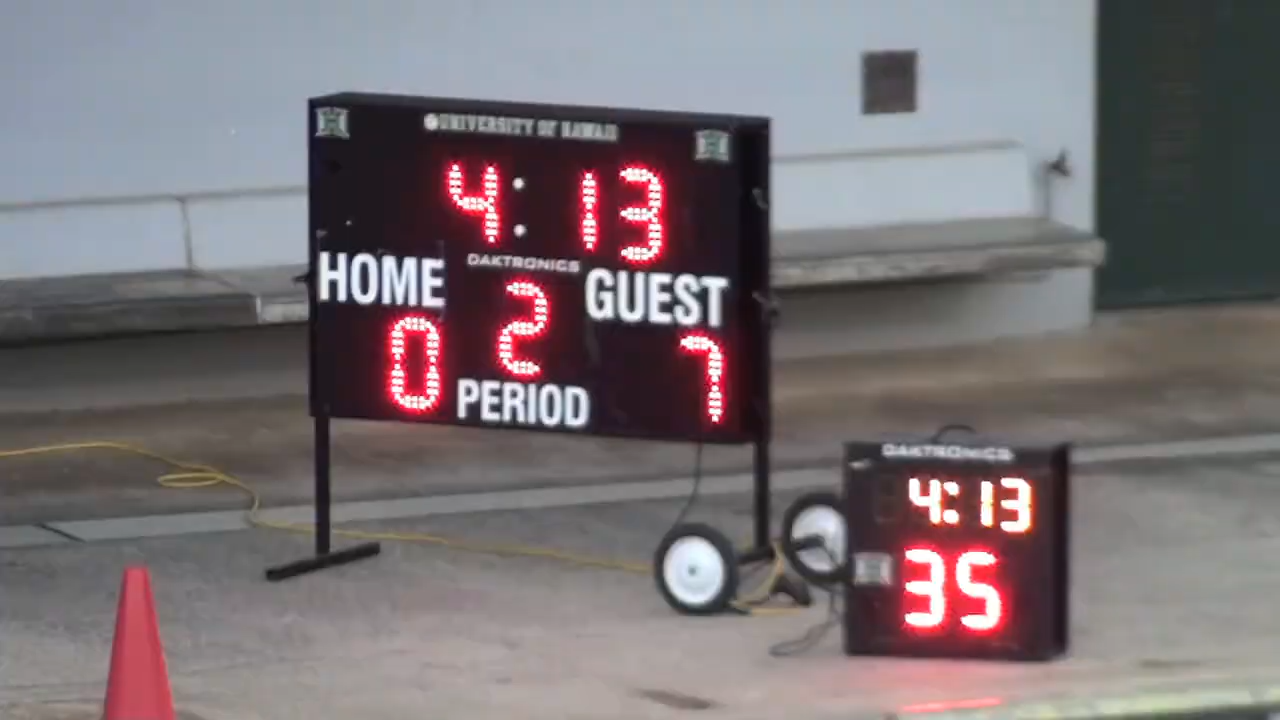 UNIVERSITY OF HAWAII
4:13
DAKTRONICS
HOME
GUEST
2
0
7
PERIOD
DAKTRONICS
4:13
35